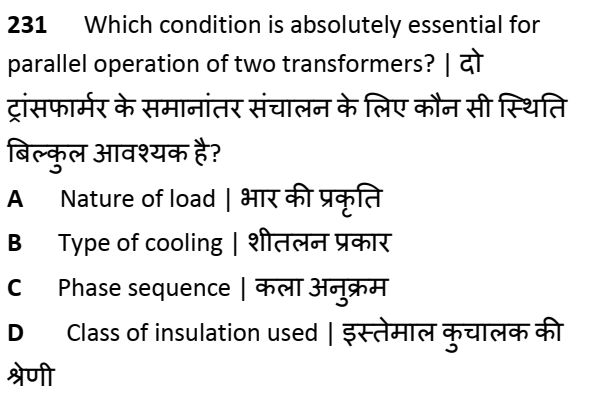 231 Which condition is absolutely essential for
parallel operation of two transformers? | दो
ट्रांसफार्मर के समानांतर संचालन के लिए कौन सी स्थिति
बिल्कुल आवश्यक है?
A Nature of load | भार की प्रकृति
B Type of cooling | शीतलन प्रकार
C Phase sequence | कला अनुक्रम
D Class of insulation used | इस्तेमाल कुचालक की
श्रेणी